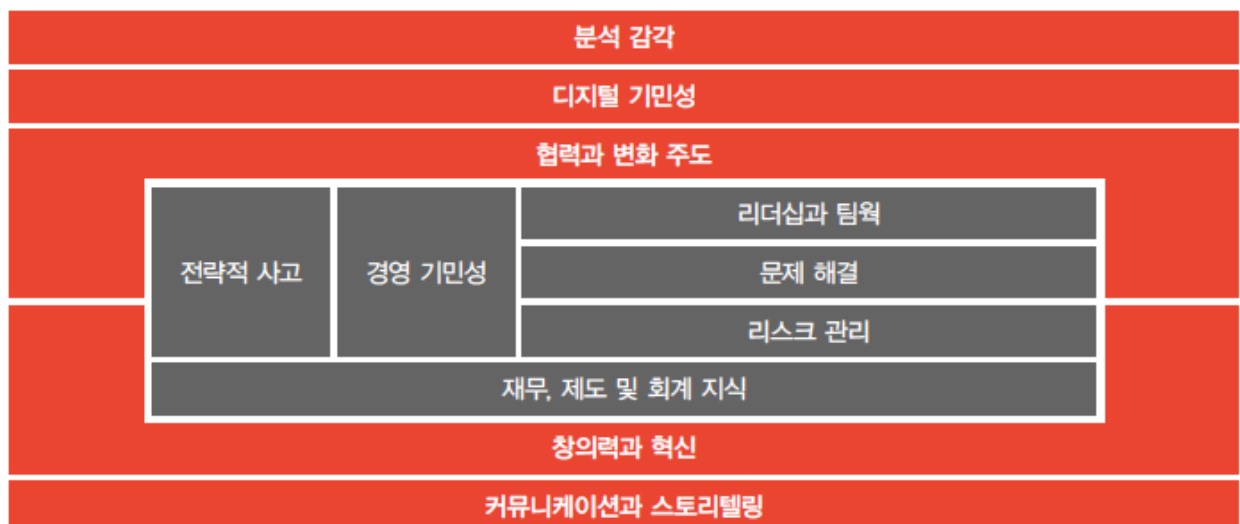 분석 감각
디지털 기민성
협력과 변화 주도
전략적 사고
경영 기민성
리더십과 팀웍
문제 해결
리스크 관리
재무, 제도 및 회계 지식
창의력과 혁신
커뮤니케이션과 스토리텔링